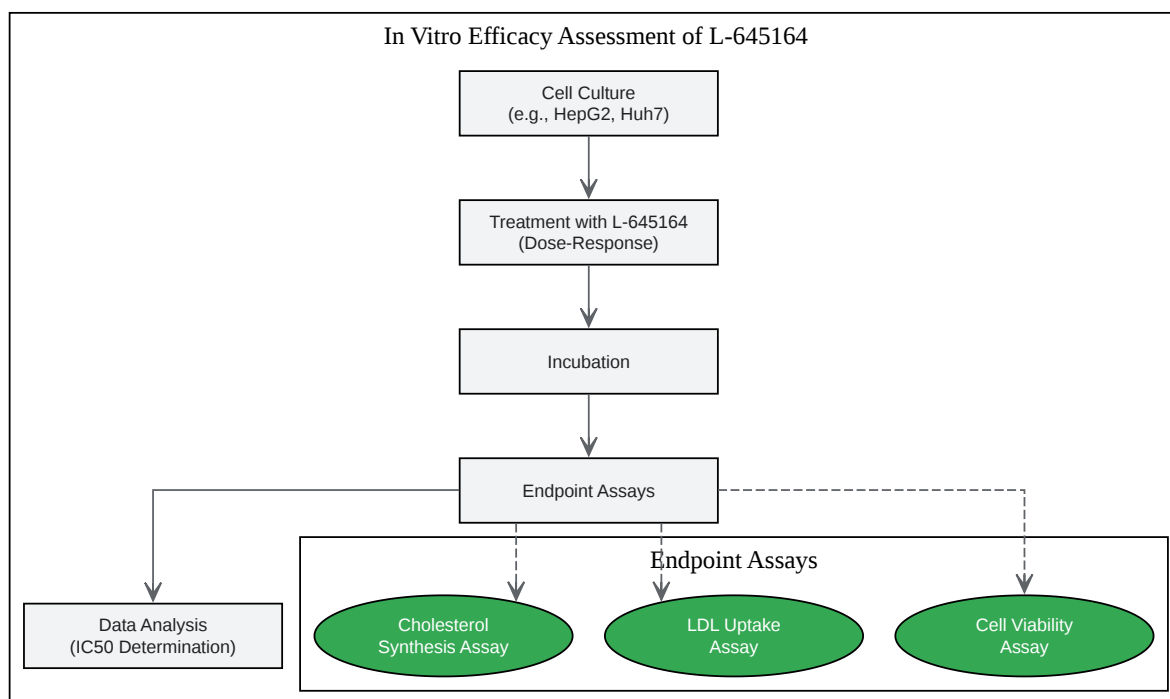 In Vitro Efficacy Assessment of L-645164
Cell Culture
(e.g., HepG2, Huh7)
Treatment with L-645164
(Dose-Response)
Incubation
Endpoint Assays
Endpoint Assays
Data Analysis
(IC50 Determination)
Cholesterol
Synthesis Assay
LDL Uptake
Assay
Cell Viability
Assay